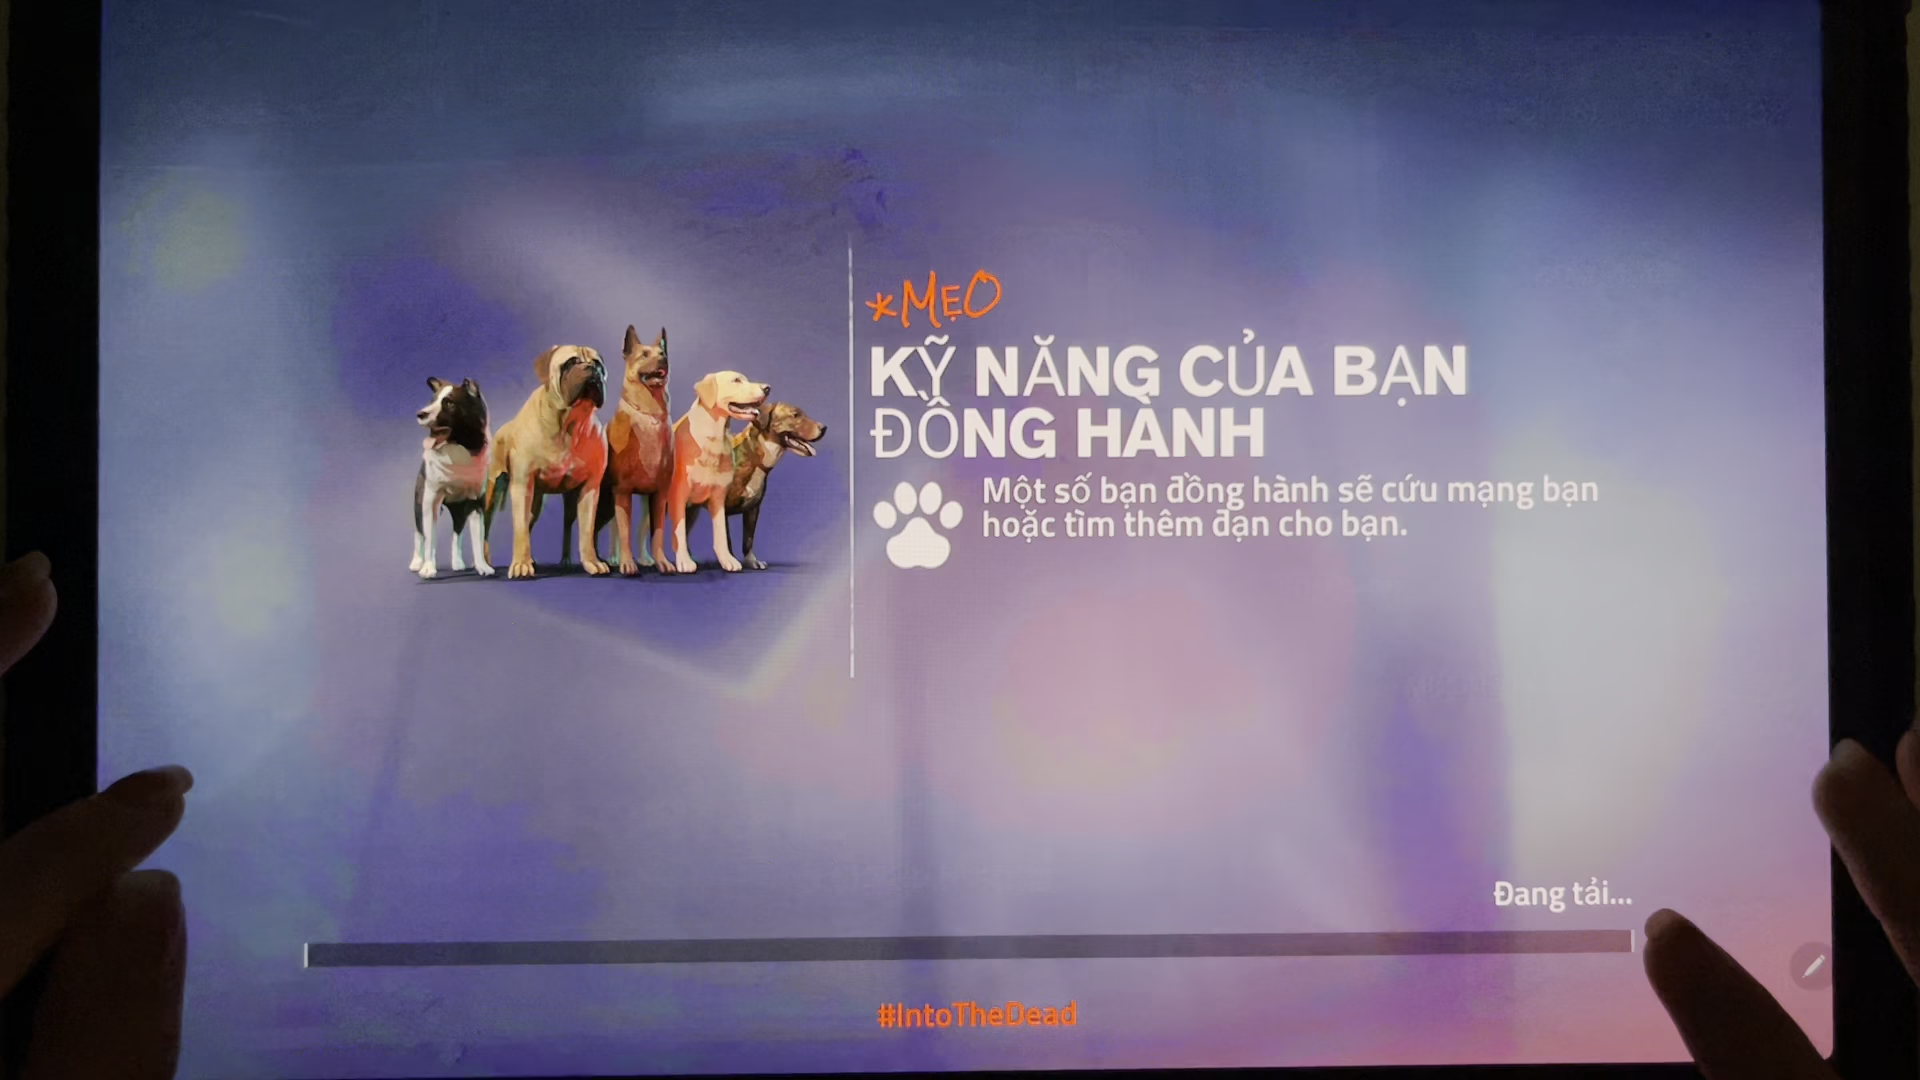 *MẸO
KỸ NĂNG CỦA BẠN
ĐỒNG HÀNH
Một số bạn đồng hành sẽ cứu mạng bạn
hoặc tìm thêm đạn cho bạn.
Đang tải...
#IntoTheDead